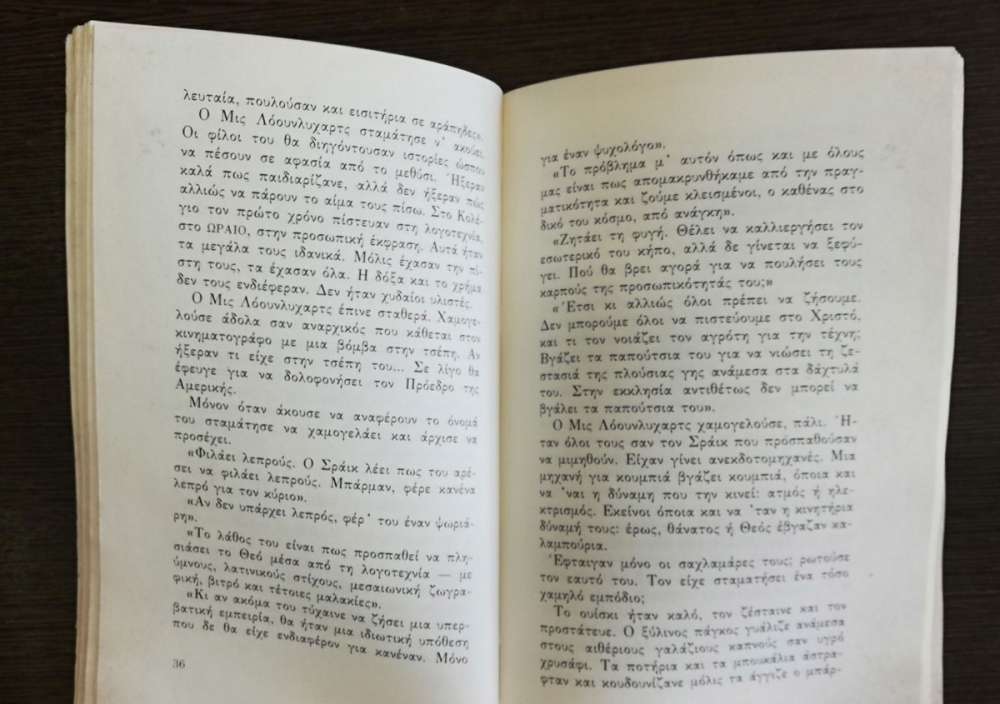 λευταία, πουλούσαν και εισιτήρια σε αράπηδες».
Ο Μις Λόουνλυχαρτς σταμάτησε ν' ακούει.
Οι φίλοι του θα διηγόντουσαν ιστορίες ώσπου
να πέσουν σε αφασία από το μεθύσι. Ήξεραν
καλά πως παιδιαρίζανε, αλλά δεν ήξεραν πώς
αλλιώς να πάρουν το αίμα τους πίσω. Στο Κολέ-
γιο τον πρώτο χρόνο πίστευαν στη λογοτεχνία,
στο ΩΡΑΙΟ, στην προσωπική έκφραση. Αυτά ήταν
τα μεγάλα τους ιδανικά. Μόλις έχασαν την πί-
στη τους, τα έχασαν όλα. Η δόξα και το χρήμα
δεν τους ενδιέφεραν. Δεν ήταν χυδαίοι υλιστές.
Ο Μις Λόουνλυχαρτς έπινε σταθερά. Χαμογε-
λούσε άδολα σαν αναρχικός που κάθεται στον
κινηματογράφο με μια βόμβα στην τσέπη. Αν
ήξεραν τι είχε στην τσέπη του... Σε λίγο θα
έφευγε για να δολοφονήσει τον Πρόεδρο της
Αμερικής.
Μόνον όταν άκουσε να αναφέρουν το όνομά
του σταμάτησε να χαμογελάει και άρχισε να
προσέχει.
«Φιλάει λεπρούς. Ο Σράικ λέει πως του αρέ-
σει να φιλάει λεπρούς. Μπάρμαν, φέρε κανένα
λεπρό για τον κύριο».
«Αν δεν υπάρχει λεπρός, φέρ' του έναν ψωριά-
ρη».
«Το λάθος του είναι πως προσπαθεί να πλη-
σιάσει το Θεό μέσα από τη λογοτεχνία — με
ύμνους, λατινικούς στίχους, μεσαιωνική ζωγρα-
φική, βιτρό και τέτοιες μαλακίες».
«Κι αν ακόμα του τύχαινε να ζήσει μια υπερ-
βατική εμπειρία, θα ήταν μια ιδιωτική υπόθεση
που δε θα είχε ενδιαφέρον για κανέναν. Μόνο
36
για έναν ψυχολόγο».
«Το πρόβλημα μ' αυτόν όπως και με όλους
μας είναι πως απομακρυνθήκαμε από την πραγ-
ματικότητα και ζούμε κλεισμένοι, ο καθένας στο
δικό του κόσμο, από ανάγκη».
«Ζητάει τη φυγή. Θέλει να καλλιεργήσει τον
εσωτερικό του κήπο, αλλά δε γίνεται να ξεφύ-
γει. Πού θα βρει αγορά για να πουλήσει τους
καρπούς της προσωπικότητάς του;»
«Έτσι κι αλλιώς όλοι πρέπει να ζήσουμε.
Δεν μπορούμε όλοι να πιστεύουμε στο Χριστό,
και τι τον νοιάζει τον αγρότη για την τέχνη;
Βγάζει τα παπούτσια του για να νιώσει τη ζε-
στασιά της πλούσιας γης ανάμεσα στα δάχτυλά
του. Στην εκκλησία αντιθέτως δεν μπορεί να
βγάλει τα παπούτσια του».
Ο Μις Λόουνλυχαρτς χαμογελούσε, πάλι. Ή-
ταν όλοι τους σαν τον Σράικ που προσπαθούσαν
να μιμηθούν. Είχαν γίνει ανεκδοτομηχανές. Μια
μηχανή για κουμπιά βγάζει κουμπιά, όποια και
να 'ναι η δύναμη που την κινεί: ατμός ή ηλε-
κτρισμός. Εκείνοι όποια και να 'ταν η κινητήρια
δύναμή τους: έρως, θάνατος ή Θεός έβγαζαν κα-
λαμπούρια.
Έφταιγαν μόνο οι σαχλαμάρες τους; ρωτούσε
τον εαυτό του. Τον είχε σταματήσει ένα τόσο
χαμηλό εμπόδιο;
Το ουίσκι ήταν καλό, τον ζέσταινε και τον
προστάτευε. Ο ξύλινος πάγκος γυάλιζε ανάμεσα
στους αιθέριους γαλάζιους καπνούς σαν υγρό
χρυσάφι. Τα ποτήρια και τα μπουκάλια άστρα-
φταν και κουδουνίζανε μόλις τα άγγιζε ο μπάρ-